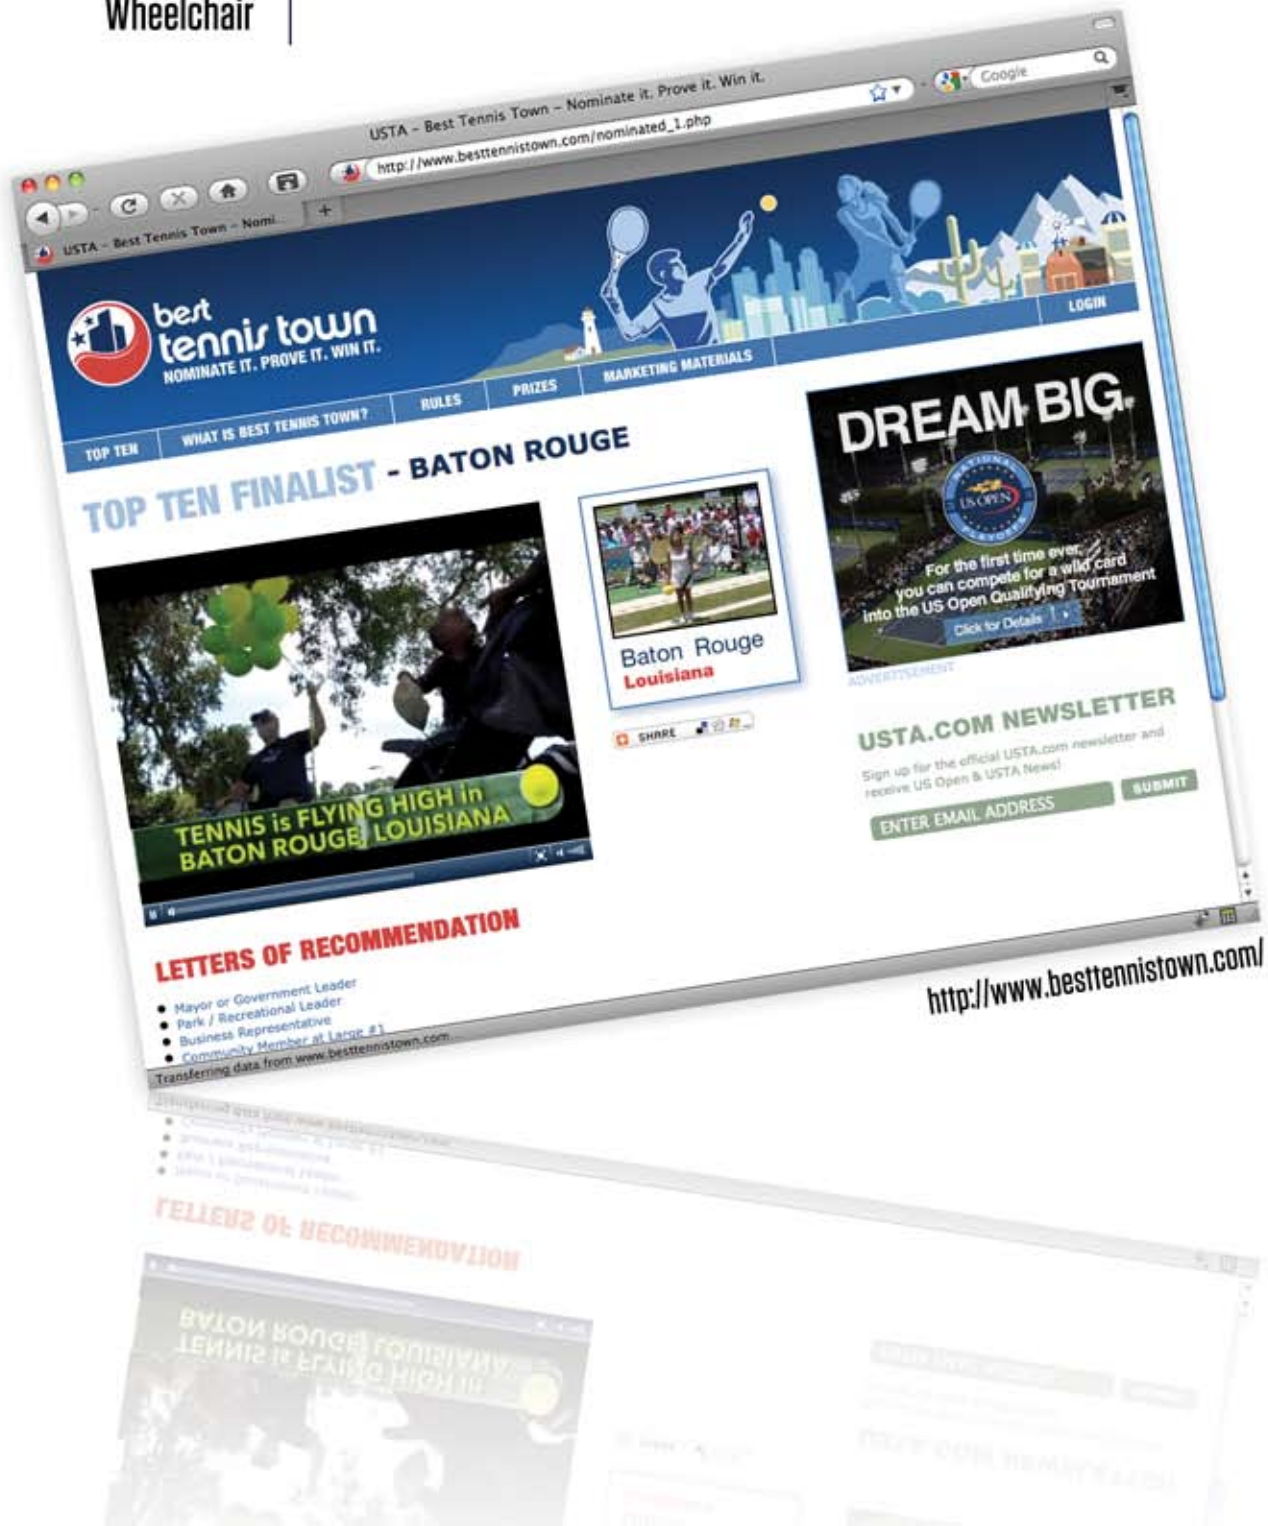 Wheelchair
USTA - Best Tennis Town - Nominate it. Prove it. Win it.
http://www.besttennistown.com/nominated_1.php
Google
USTA - Best Tennis Town - Nomi...
best
tennis town
NOMINATE IT. PROVE IT. WIN IT.
LOGIN
TOP TEN
WHAT IS BEST TENNIS TOWN?
RULES
PRIZES
MARKETING MATERIALS
TOP TEN FINALIST - BATON ROUGE
TENNIS is FLYING HIGH in
BATON ROUGE, LOUISIANA
Baton Rouge
Louisiana
SHARE
DREAM BIG
NATIONAL
US OPEN
PLAYOFFS
For the first time ever,
you can compete for a wild card
into the US Open Qualifying Tournament
Click for Details
ADVERTISEMENT
USTA.COM NEWSLETTER
Sign up for the official USTA.com newsletter and
receive US Open & USTA News!
ENTER EMAIL ADDRESS
SUBMIT
LETTERS OF RECOMMENDATION
Mayor or Government Leader
Park / Recreational Leader
Business Representative
Community Member at Large #1
Transferring data from www.besttennistown.com...
http://www.besttennistown.com/